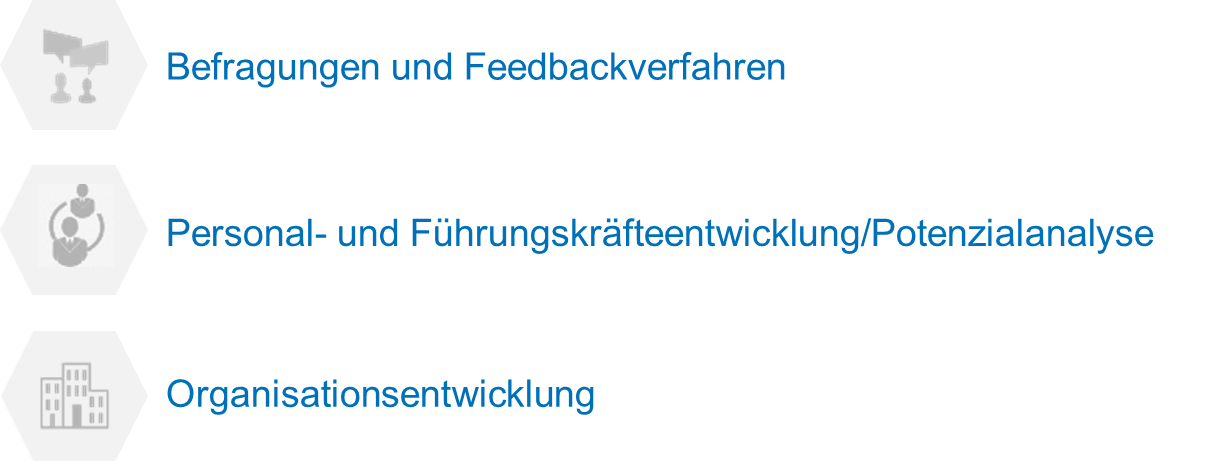 Befragungen und Feedbackverfahren
Personal- und Führungskräfteentwicklung/Potenzialanalyse
Organisationsentwicklung